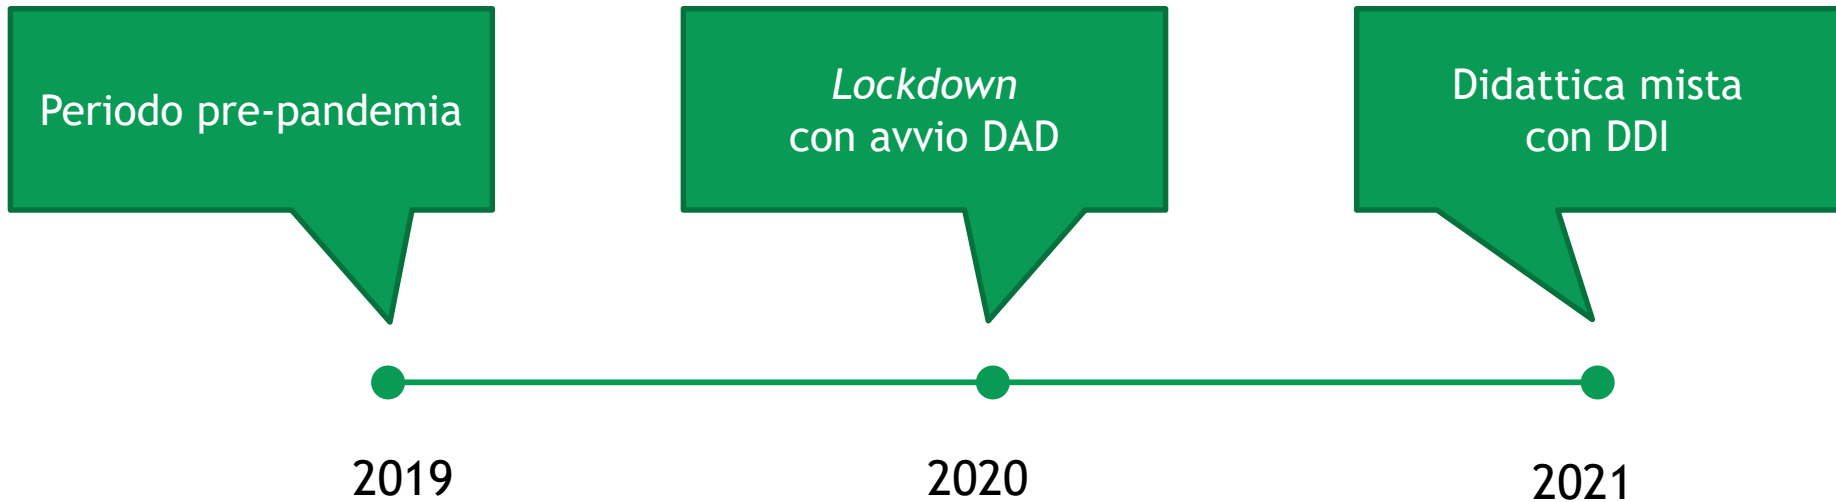 Periodo pre-pandemia
Lockdown
con avvio DAD
Didattica mista
con DDI
2019
2020
2021